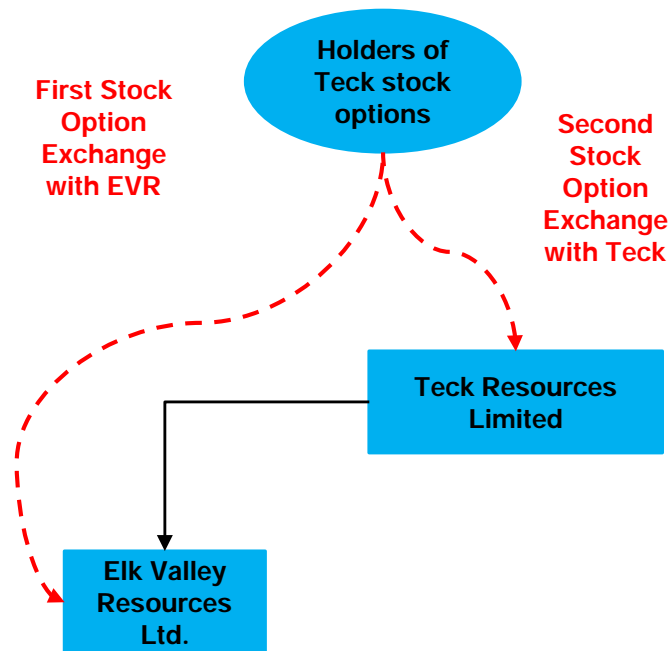 Holders of
Teck stock
options
First Stock
Option
Exchange
with EVR
Second
Stock
Option
Exchange
with Teck
Teck Resources
Limited
Elk Valley
Resources
Ltd.